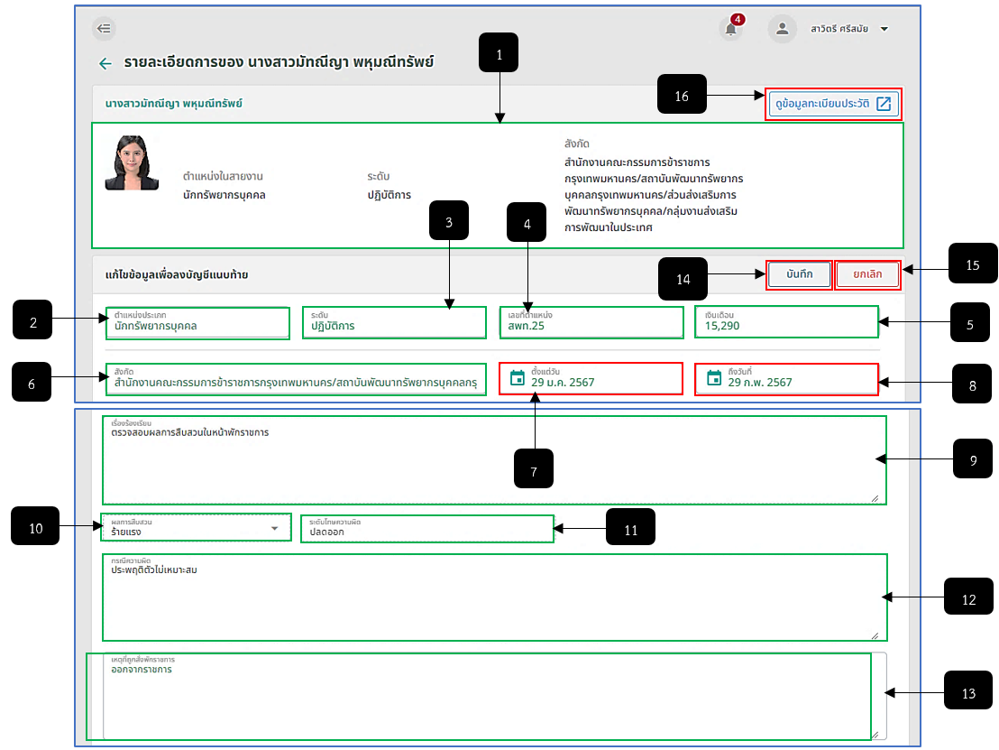 4
สาวิตรี ศรีสมัย
รายละเอียดการของ นางสาวมัทณีญา พหุมณีทรัพย์
1
นางสาวมัทณีญา พหุมณีทรัพย์
16
ดูข้อมูลทะเบียนประวัติ
ตำแหน่งในสายงาน
นักทรัพยากรบุคคล
ระดับ
ปฏิบัติการ
สังกัด
สำนักงานคณะกรรมการข้าราชการ
กรุงเทพมหานคร/สถาบันพัฒนาทรัพยากร
บุคคลกรุงเทพมหานคร/ส่วนส่งเสริมการ
พัฒนาทรัพยากรบุคคล/กลุ่มงานส่งเสริม
การพัฒนาในประเทศ
3
4
แก้ไขข้อมูลเพื่อลงบัญชีแนบท้าย
14
บันทึก
ยกเลิก
15
2
ตำแหน่งประเภท
นักทรัพยากรบุคคล
ระดับ
ปฏิบัติการ
เลขที่ตำแหน่ง
สพท.25
เงินเดือน
15,290
5
6
สังกัด
สำนักงานคณะกรรมการข้าราชการกรุงเทพมหานคร/สถาบันพัฒนาทรัพยากรบุคคลกรุ
ตั้งแต่วัน
29 ม.ค. 2567
ถึงวันที่
29 ก.พ. 2567
8
7
เรื่องร้องเรียน
ตรวจสอบผลการสืบสวนในหน้าพักราชการ
9
10
ผลการสืบสวน
ร้ายแรง
ระดับโทษความผิด
ปลดออก
11
กรณีความผิด
ประพฤติตัวไม่เหมาะสม
12
เหตุที่ถูกสั่งพักราชการ
ออกจากราชการ
13